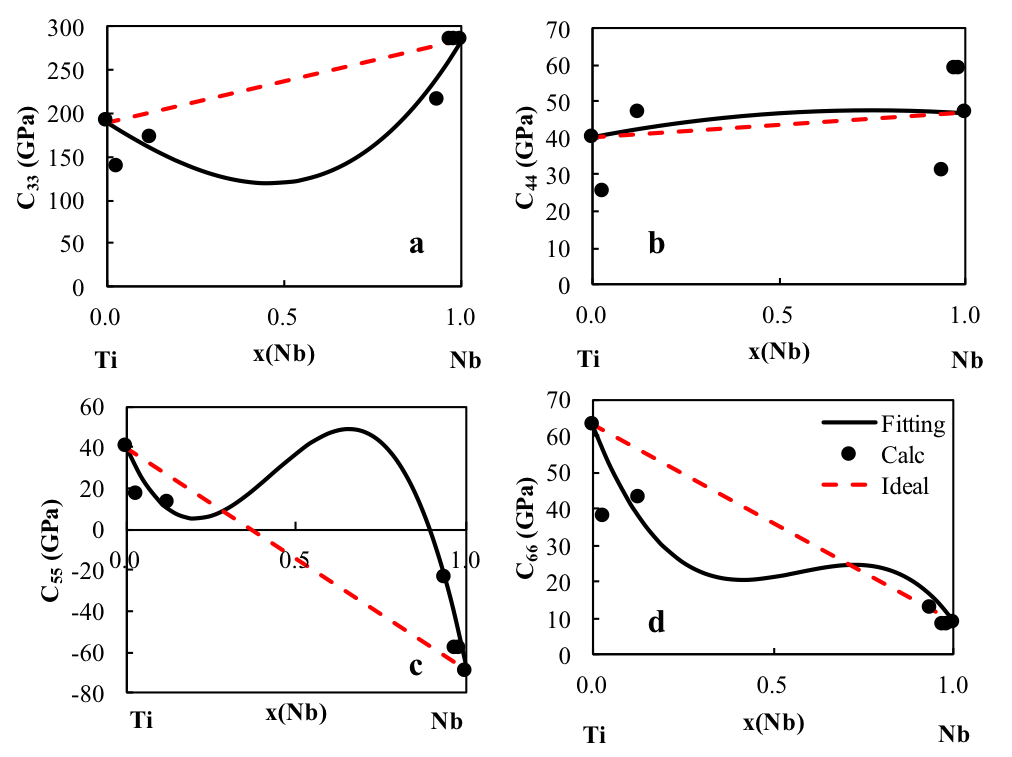 300
250
200
150
100
50
0
C33 (GPa)
a
0.0
0.5
1.0
Ti
x(Nb)
Nb
70
60
50
40
30
20
10
0
C44 (GPa)
b
0.0
0.5
1.0
Ti
x(Nb)
Nb
60
40
20
0
-20
-40
-60
-80
C55 (GPa)
0.0
0.5
1.0
c
Ti
x(Nb)
Nb
70
60
50
40
30
20
10
0
C66 (GPa)
Fitting
Calc
Ideal
d
0.0
0.5
1.0
Ti
x(Nb)
Nb